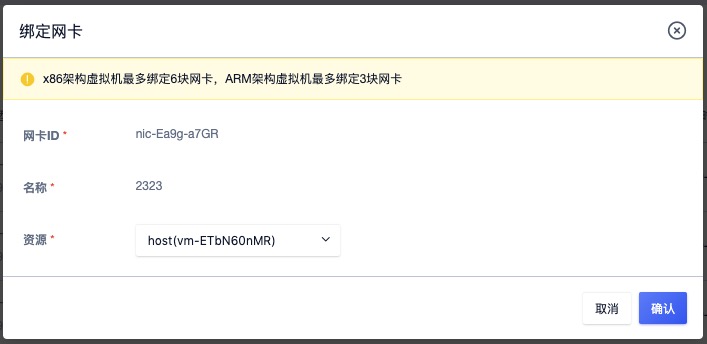 绑定网卡
x86架构虚拟机最多绑定6块网卡，ARM架构虚拟机最多绑定3块网卡
网卡ID * nic-Ea9g-a7GR
名称 * 2323
资源 * host(vm-ETbN60nMR)
取消 确认